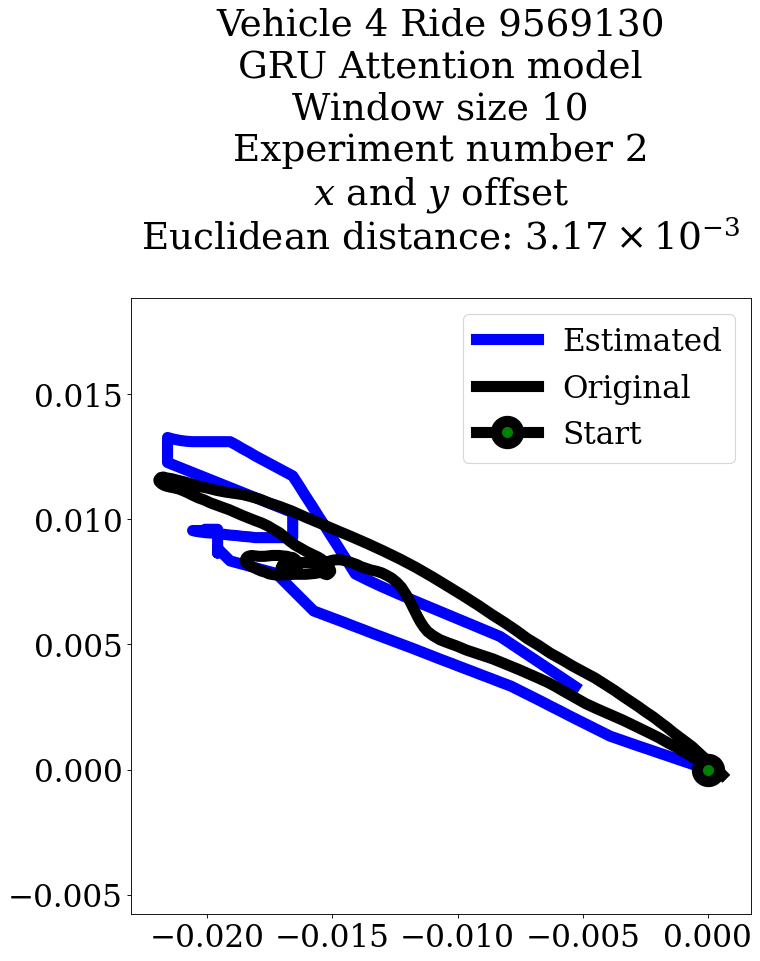 Vehicle 4 Ride 9569130
GRU Attention model
Window size 10
Experiment number 2
x and y offset
Euclidean distance: 3.17 × 10⁻³
Estimated
Original
Start
0.015
0.010
0.005
0.000
−0.005
−0.020 −0.015 −0.010 −0.005 0.000